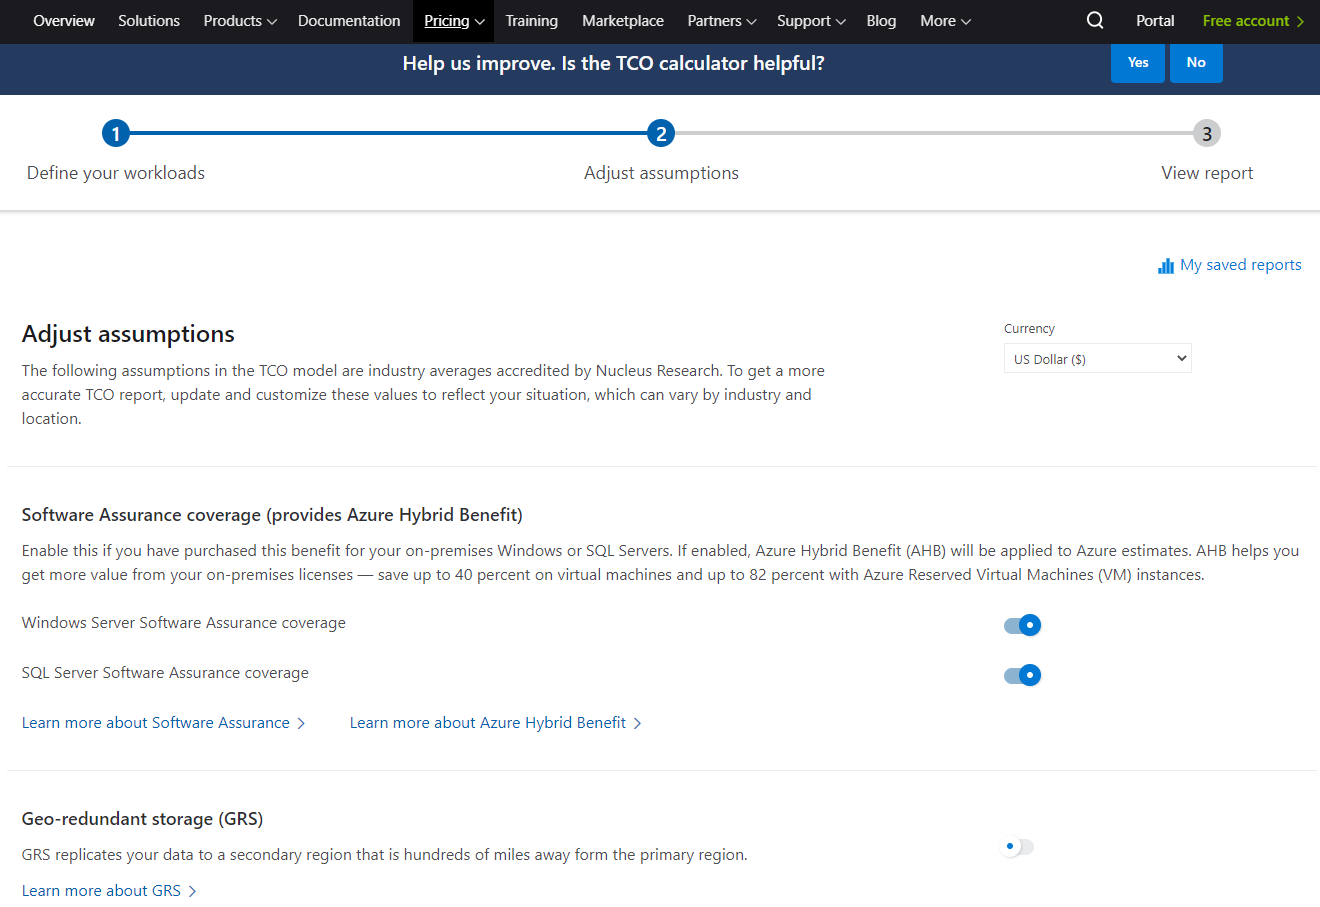 Overview Solutions Products Documentation Pricing Training Marketplace Partners Support Blog More Portal Free account
Help us improve. Is the TCO calculator helpful? Yes No
1 2 3
Define your workloads Adjust assumptions View report
My saved reports
Adjust assumptions
Currency
US Dollar ($)
The following assumptions in the TCO model are industry averages accredited by Nucleus Research. To get a more
accurate TCO report, update and customize these values to reflect your situation, which can vary by industry and
location.
Software Assurance coverage (provides Azure Hybrid Benefit)
Enable this if you have purchased this benefit for your on-premises Windows or SQL Servers. If enabled, Azure Hybrid Benefit (AHB) will be applied to Azure estimates. AHB helps you
get more value from your on-premises licenses — save up to 40 percent on virtual machines and up to 82 percent with Azure Reserved Virtual Machines (VM) instances.
Windows Server Software Assurance coverage
SQL Server Software Assurance coverage
Learn more about Software Assurance Learn more about Azure Hybrid Benefit
Geo-redundant storage (GRS)
GRS replicates your data to a secondary region that is hundreds of miles away form the primary region.
Learn more about GRS